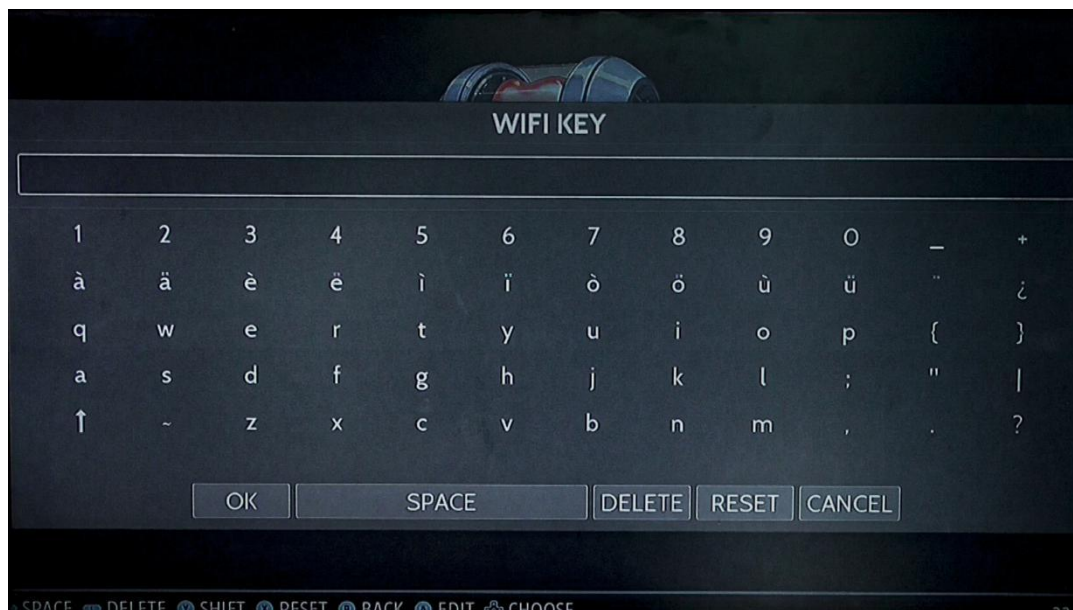 WIFI KEY
1 2 3 4 5 6 7 8 9 0 _ +
à ä è ë ì ï ò ö ù ü ¨ ¿
q w e r t y u i o p { }
a s d f g h j k l ; " |
↑ ~ z x c v b n m , . ?
OK SPACE DELETE RESET CANCEL
SPACE DELETE Y SHIFT RESET B BACK A EDIT CHOOSE